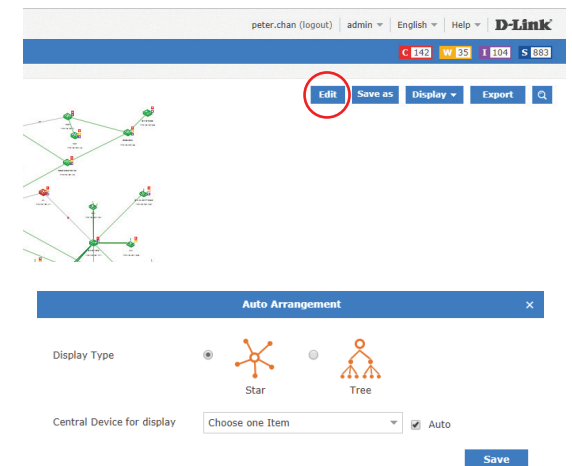 peter.chan (logout) admin English Help D-Link
C 142 W 35 I 104 S 883
Edit Save as Display Export
Auto Arrangement ×
Display Type
Star Tree
Central Device for display Choose one Item Auto
Save